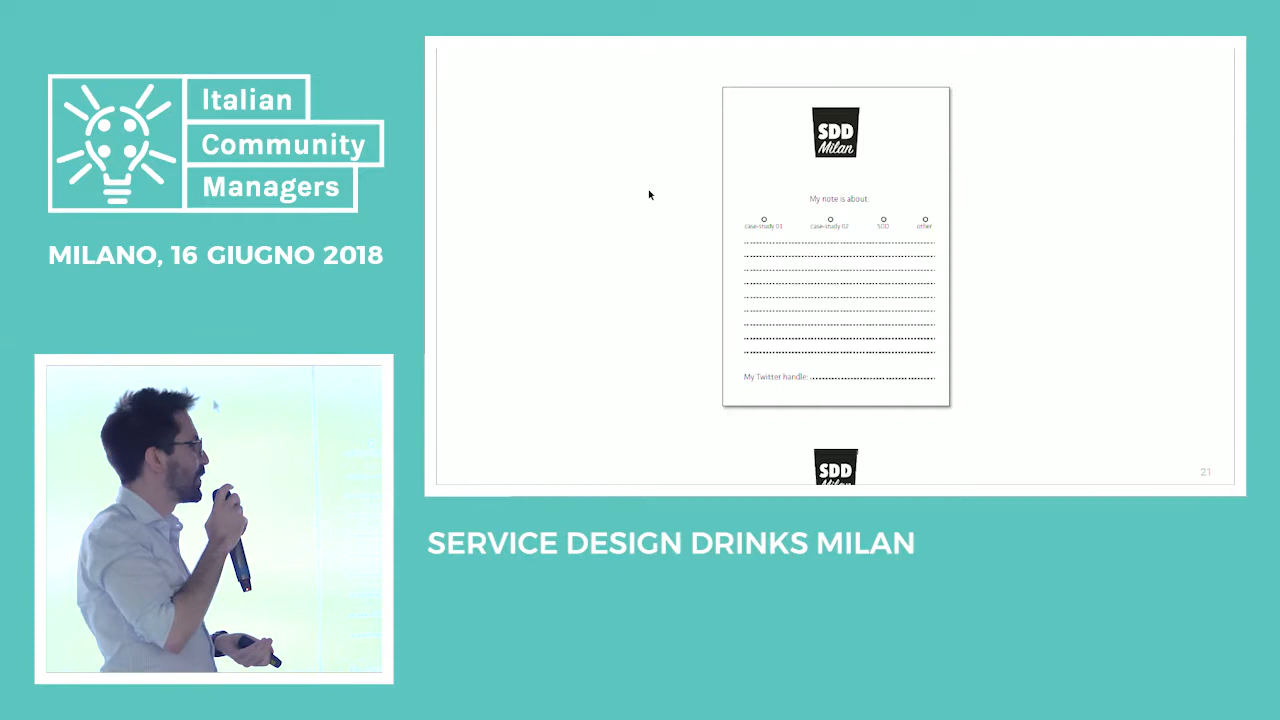 Italian
Community
Managers
MILANO, 16 GIUGNO 2018
SDD
Milan
My note is about:
case-study 01 case-study 02 SDD other
My Twitter handle:
SDD
Milan
21
SERVICE DESIGN DRINKS MILAN